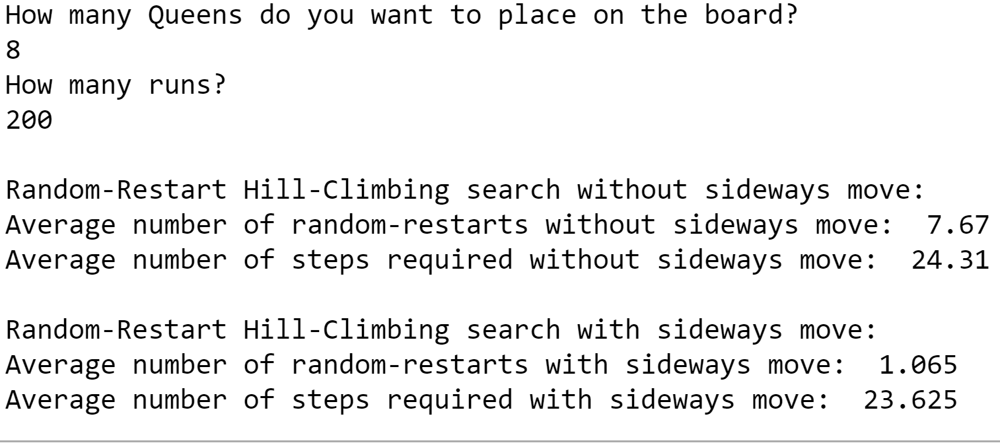 How many Queens do you want to place on the board?
8
How many runs?
200
Random-Restart Hill-Climbing search without sideways move:
Average number of random-restarts without sideways move:  7.67
Average number of steps required without sideways move:  24.31
Random-Restart Hill-Climbing search with sideways move:
Average number of random-restarts with sideways move:  1.065
Average number of steps required with sideways move:  23.625